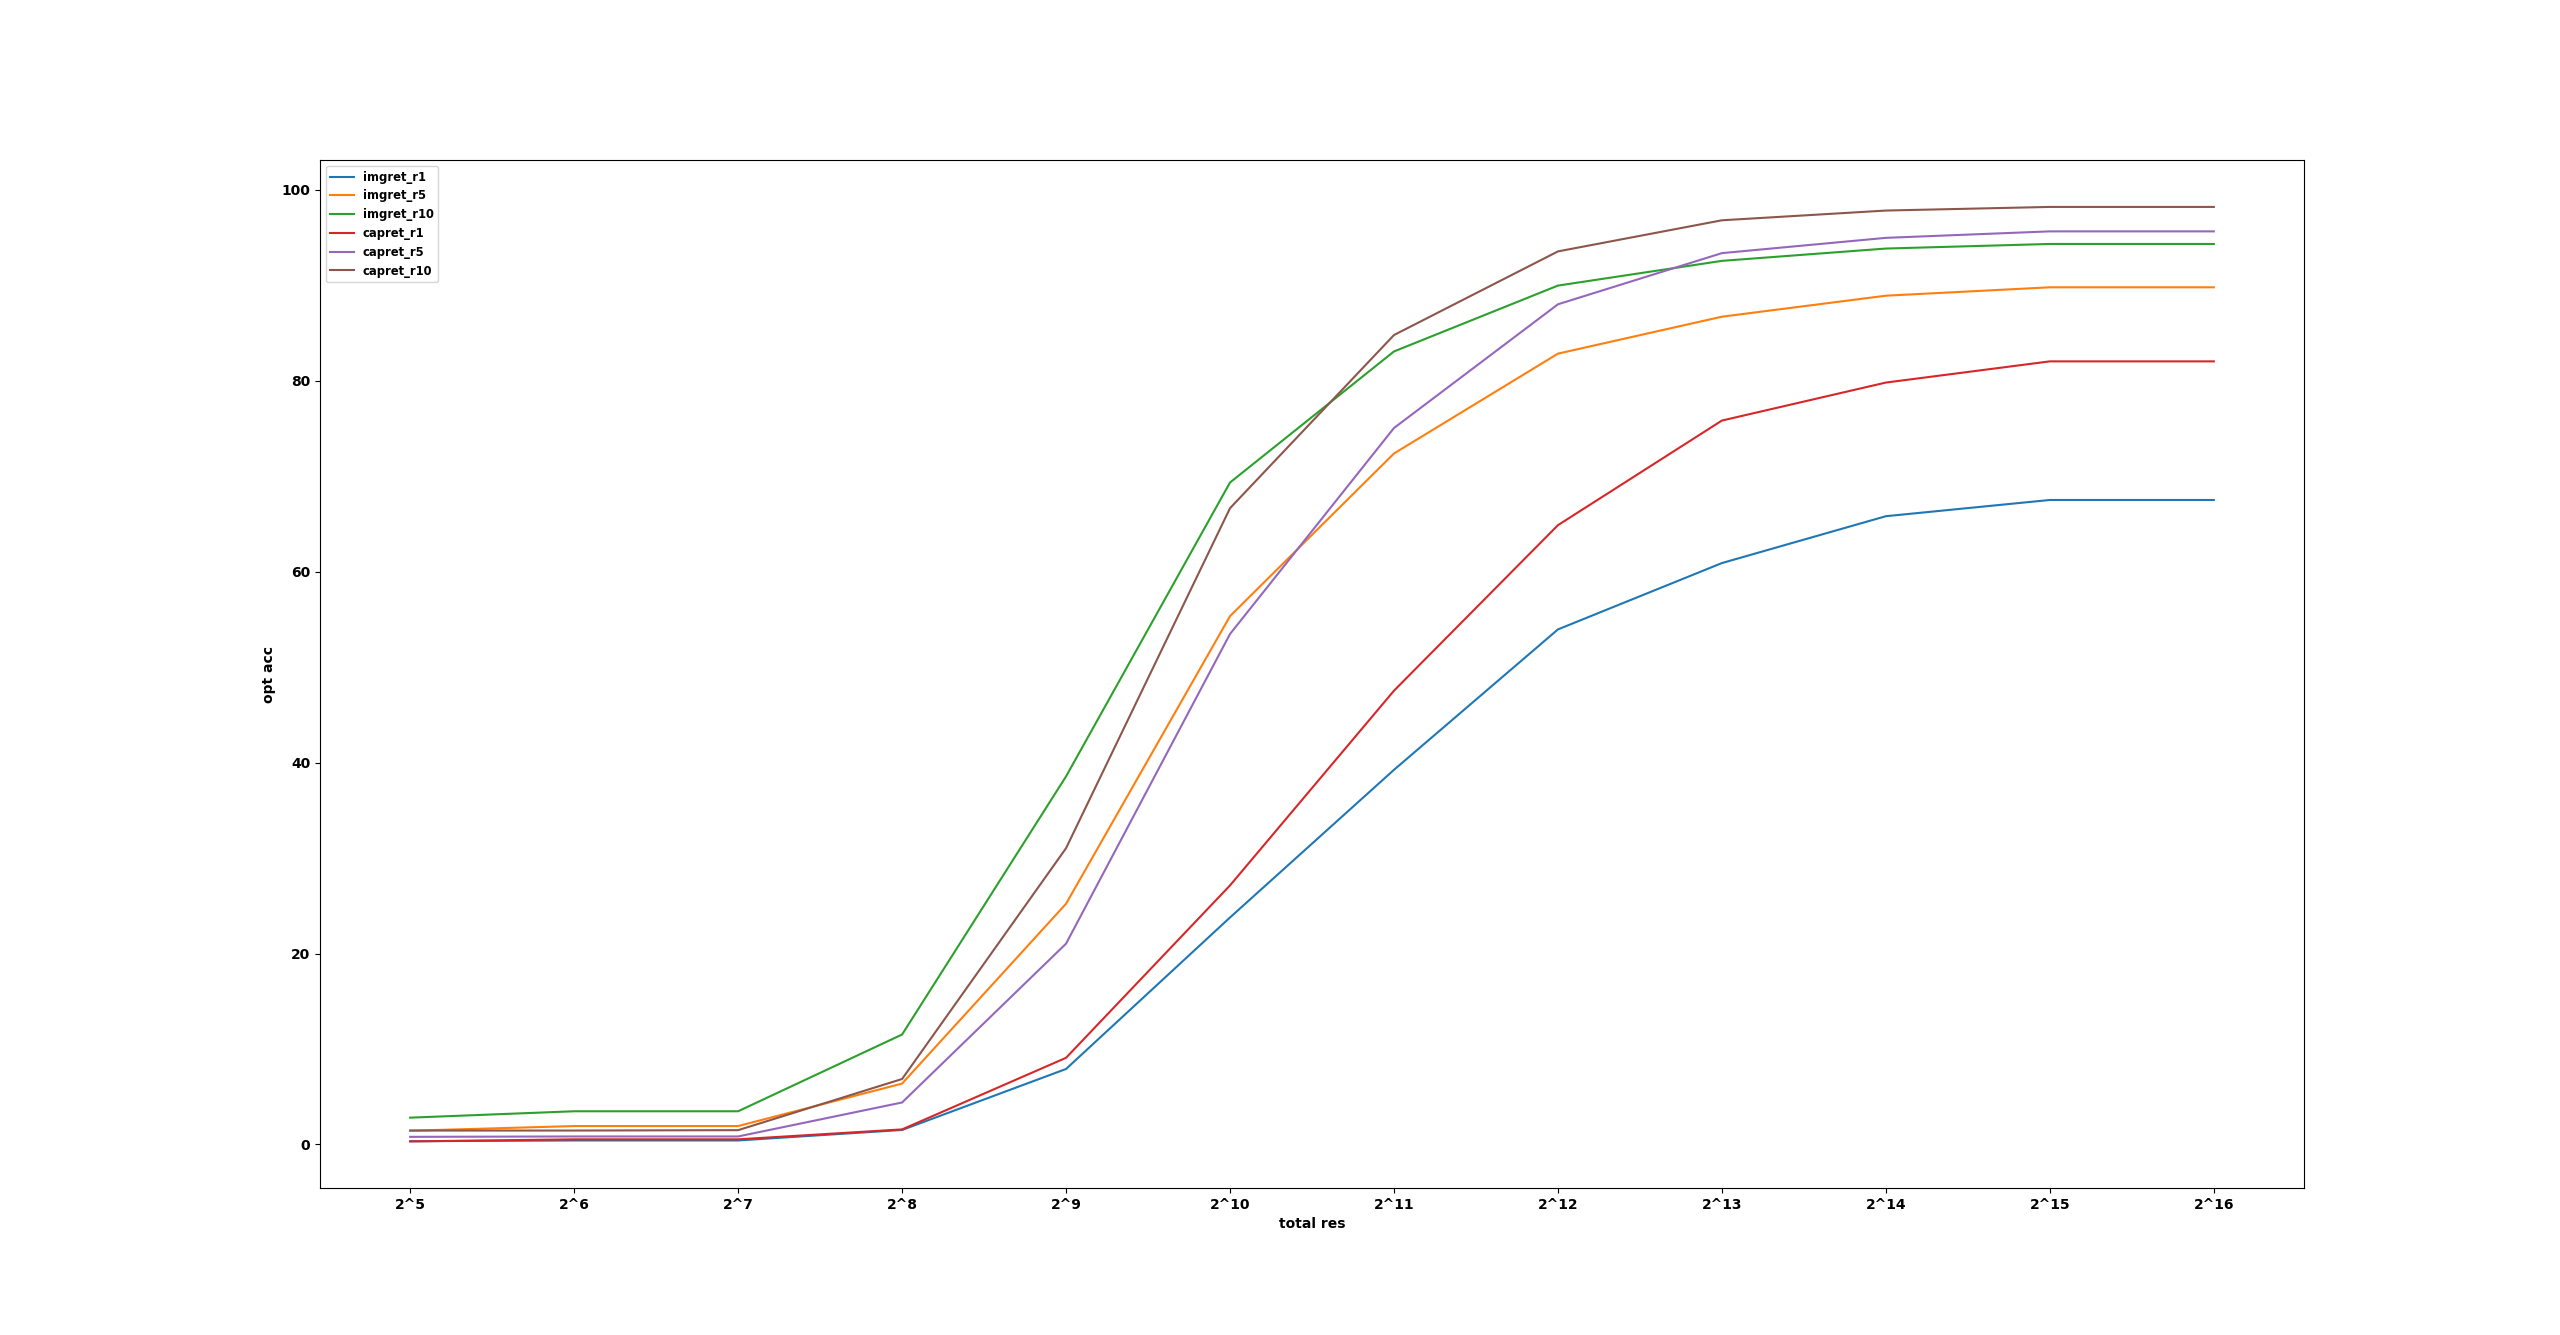 imgret_r1
imgret_r5
imgret_r10
capret_r1
capret_r5
capret_r10
100
80
60
40
20
0
opt acc
2^5 2^6 2^7 2^8 2^9 2^10 2^11 2^12 2^13 2^14 2^15 2^16
total res